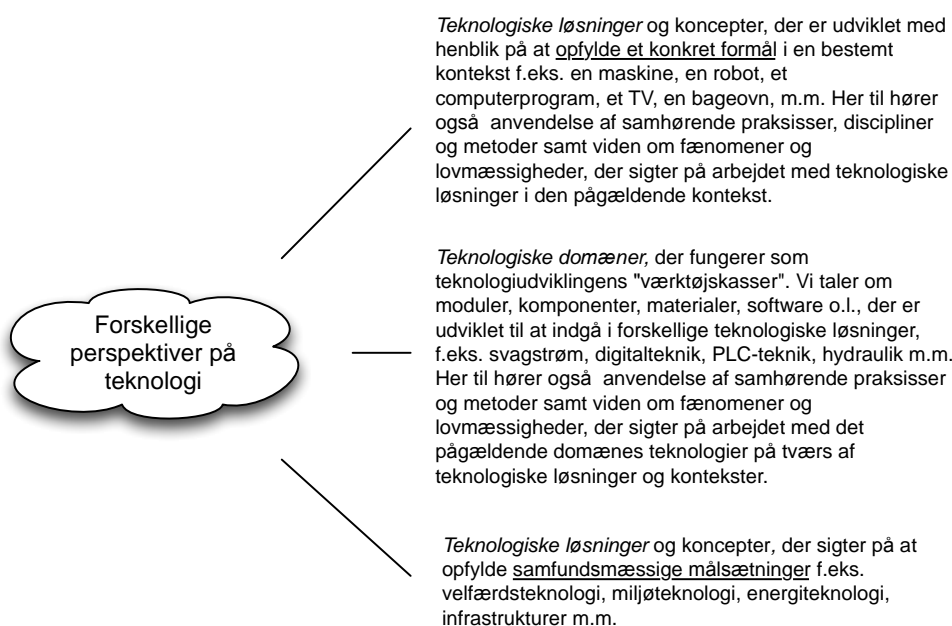 Teknologiske løsninger og koncepter, der er udviklet med
henblik på at opfylde et konkret formål i en bestemt
kontekst f.eks. en maskine, en robot, et
computerprogram, et TV, en bageovn, m.m. Her til hører
også anvendelse af samhørende praksisser, discipliner
og metoder samt viden om fænomener og
lovmæssigheder, der sigter på arbejdet med teknologiske
løsninger i den pågældende kontekst.
Forskellige
perspektiver på
teknologi
Teknologiske domæner, der fungerer som
teknologiudviklingens "værktøjskasser". Vi taler om
moduler, komponenter, materialer, software o.l., der er
udviklet til at indgå i forskellige teknologiske løsninger,
f.eks. svagstrøm, digitalteknik, PLC-teknik, hydraulik m.m.
Her til hører også anvendelse af samhørende praksisser
og metoder samt viden om fænomener og
lovmæssigheder, der sigter på arbejdet med det
pågældende domænes teknologier på tværs af
teknologiske løsninger og kontekster.
Teknologiske løsninger og koncepter, der sigter på at
opfylde samfundsmæssige målsætninger f.eks.
velfærdsteknologi, miljøteknologi, energiteknologi,
infrastrukturer m.m.